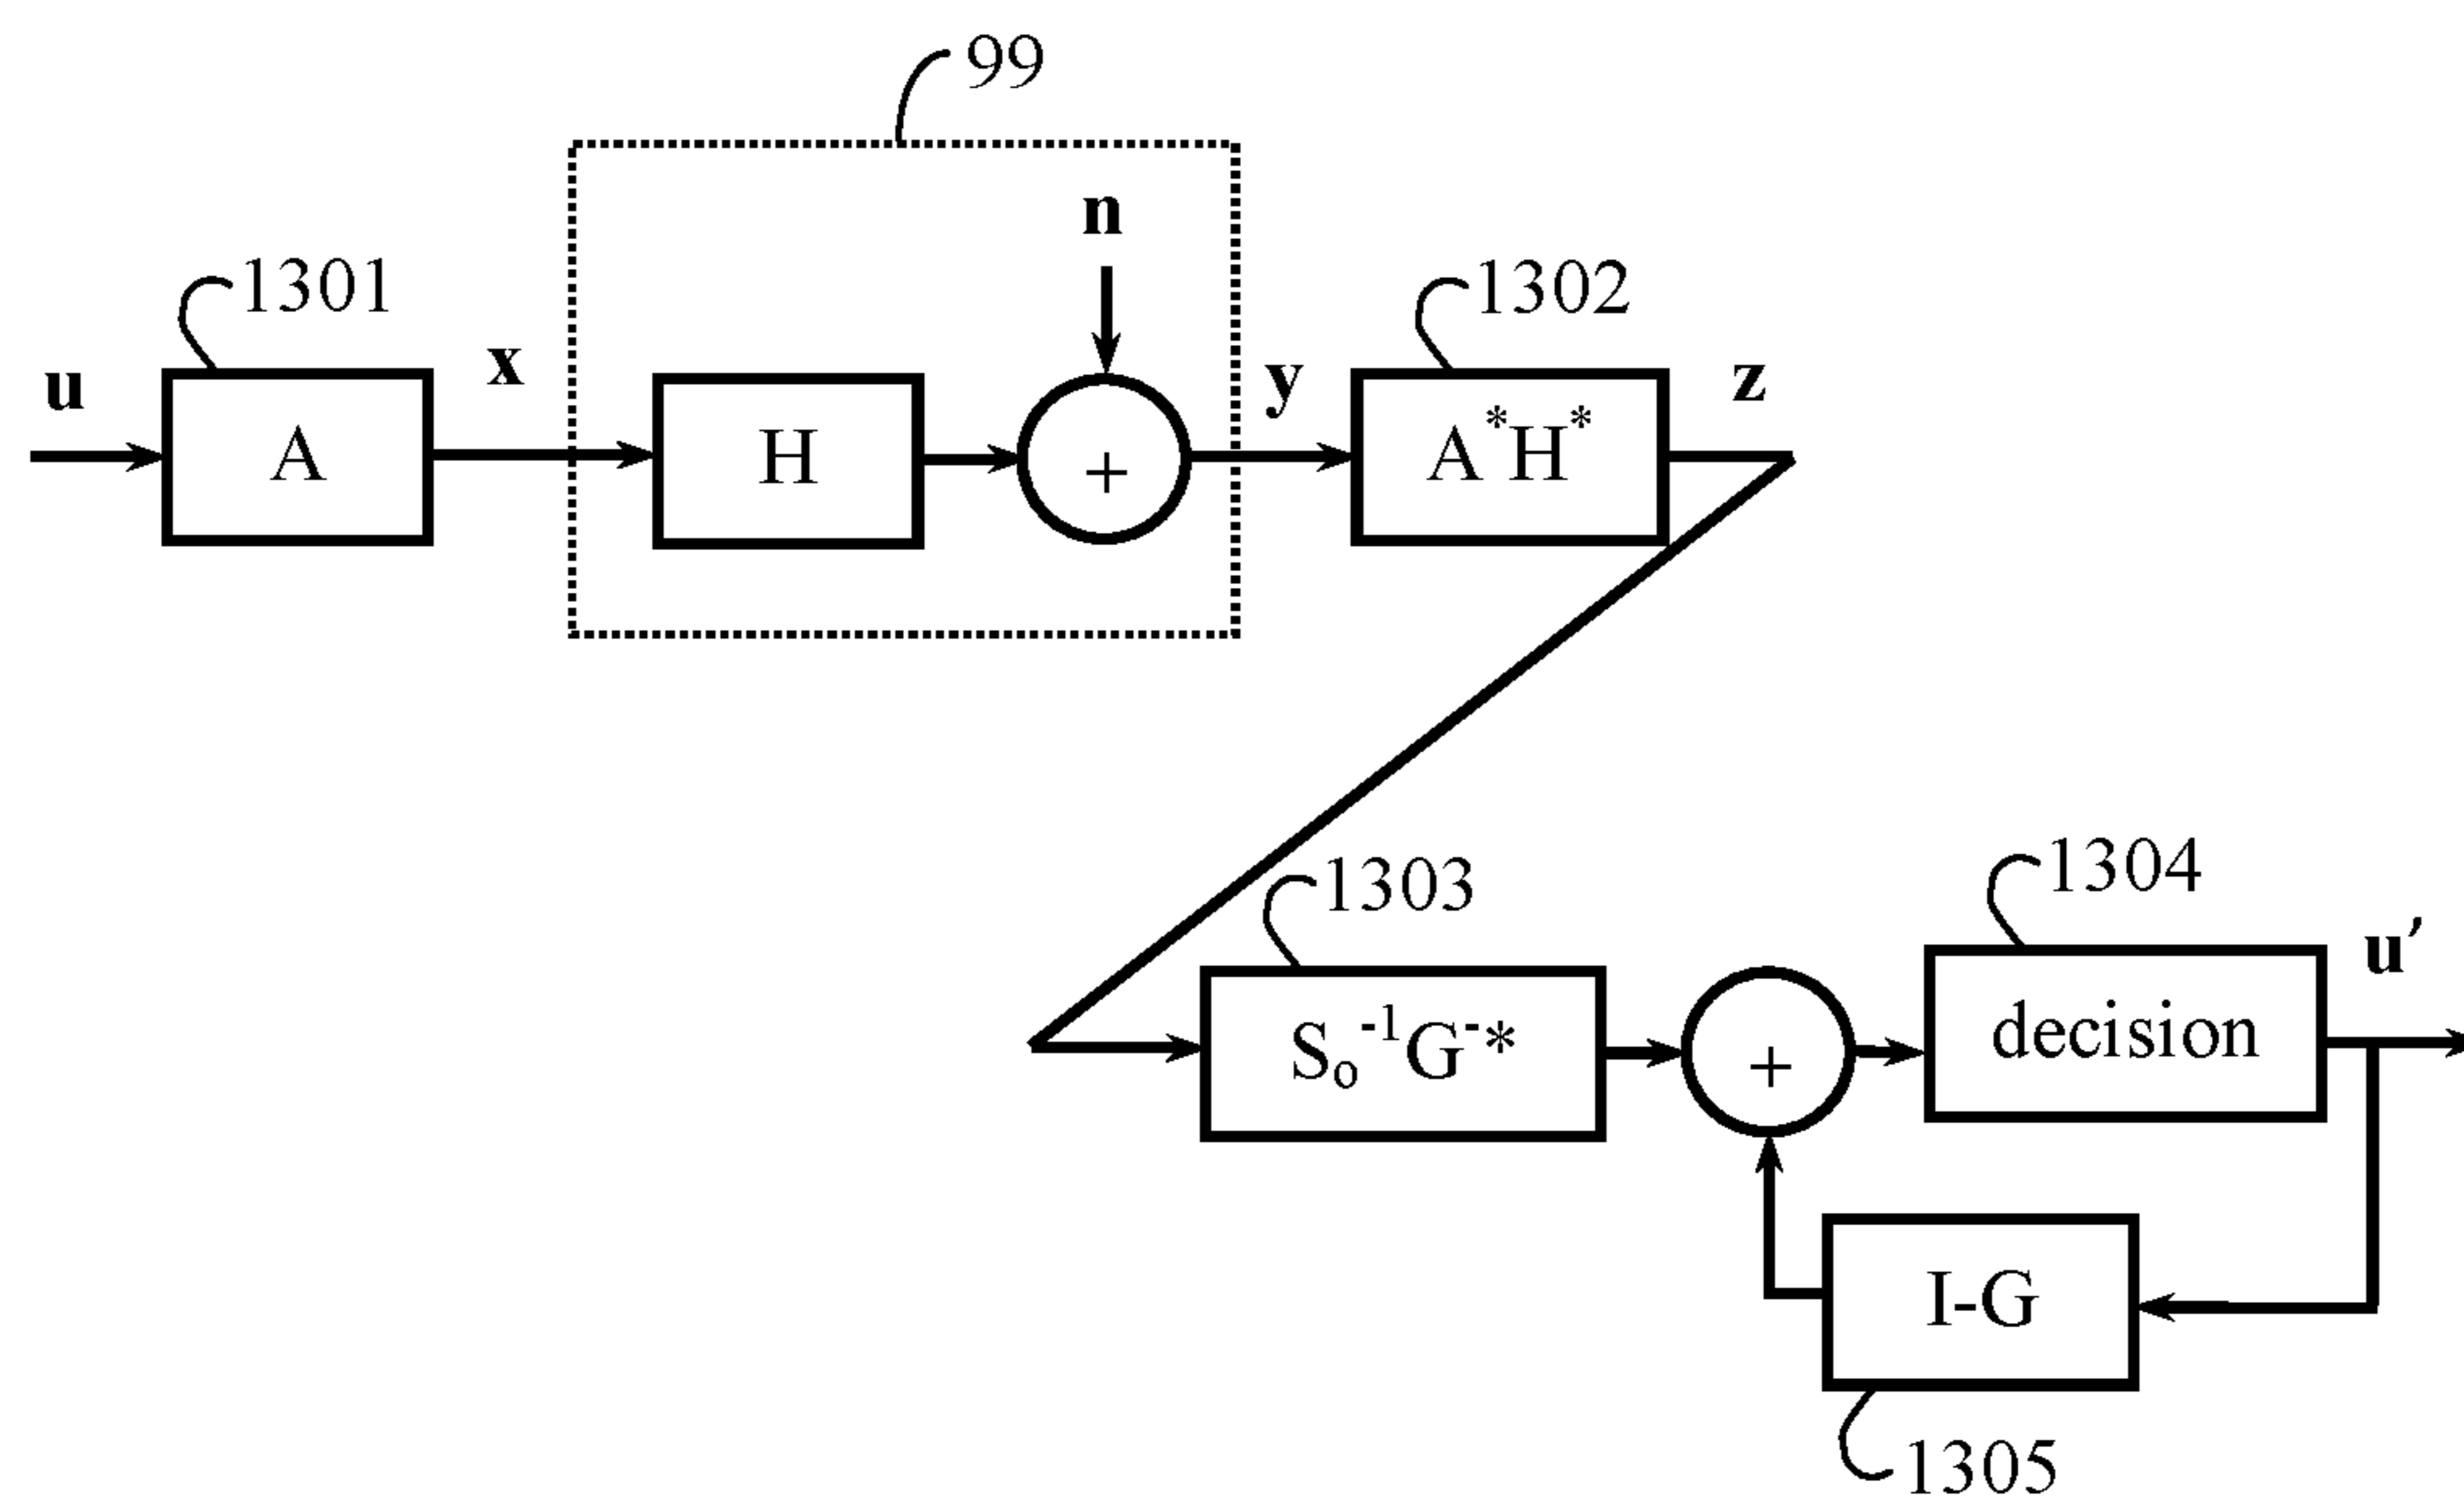 99
n
1301
1302
u
x
y
z
A
H
+
A*H*
1303
1304
u′
S₀⁻¹G⁻*
+
decision
I-G
1305